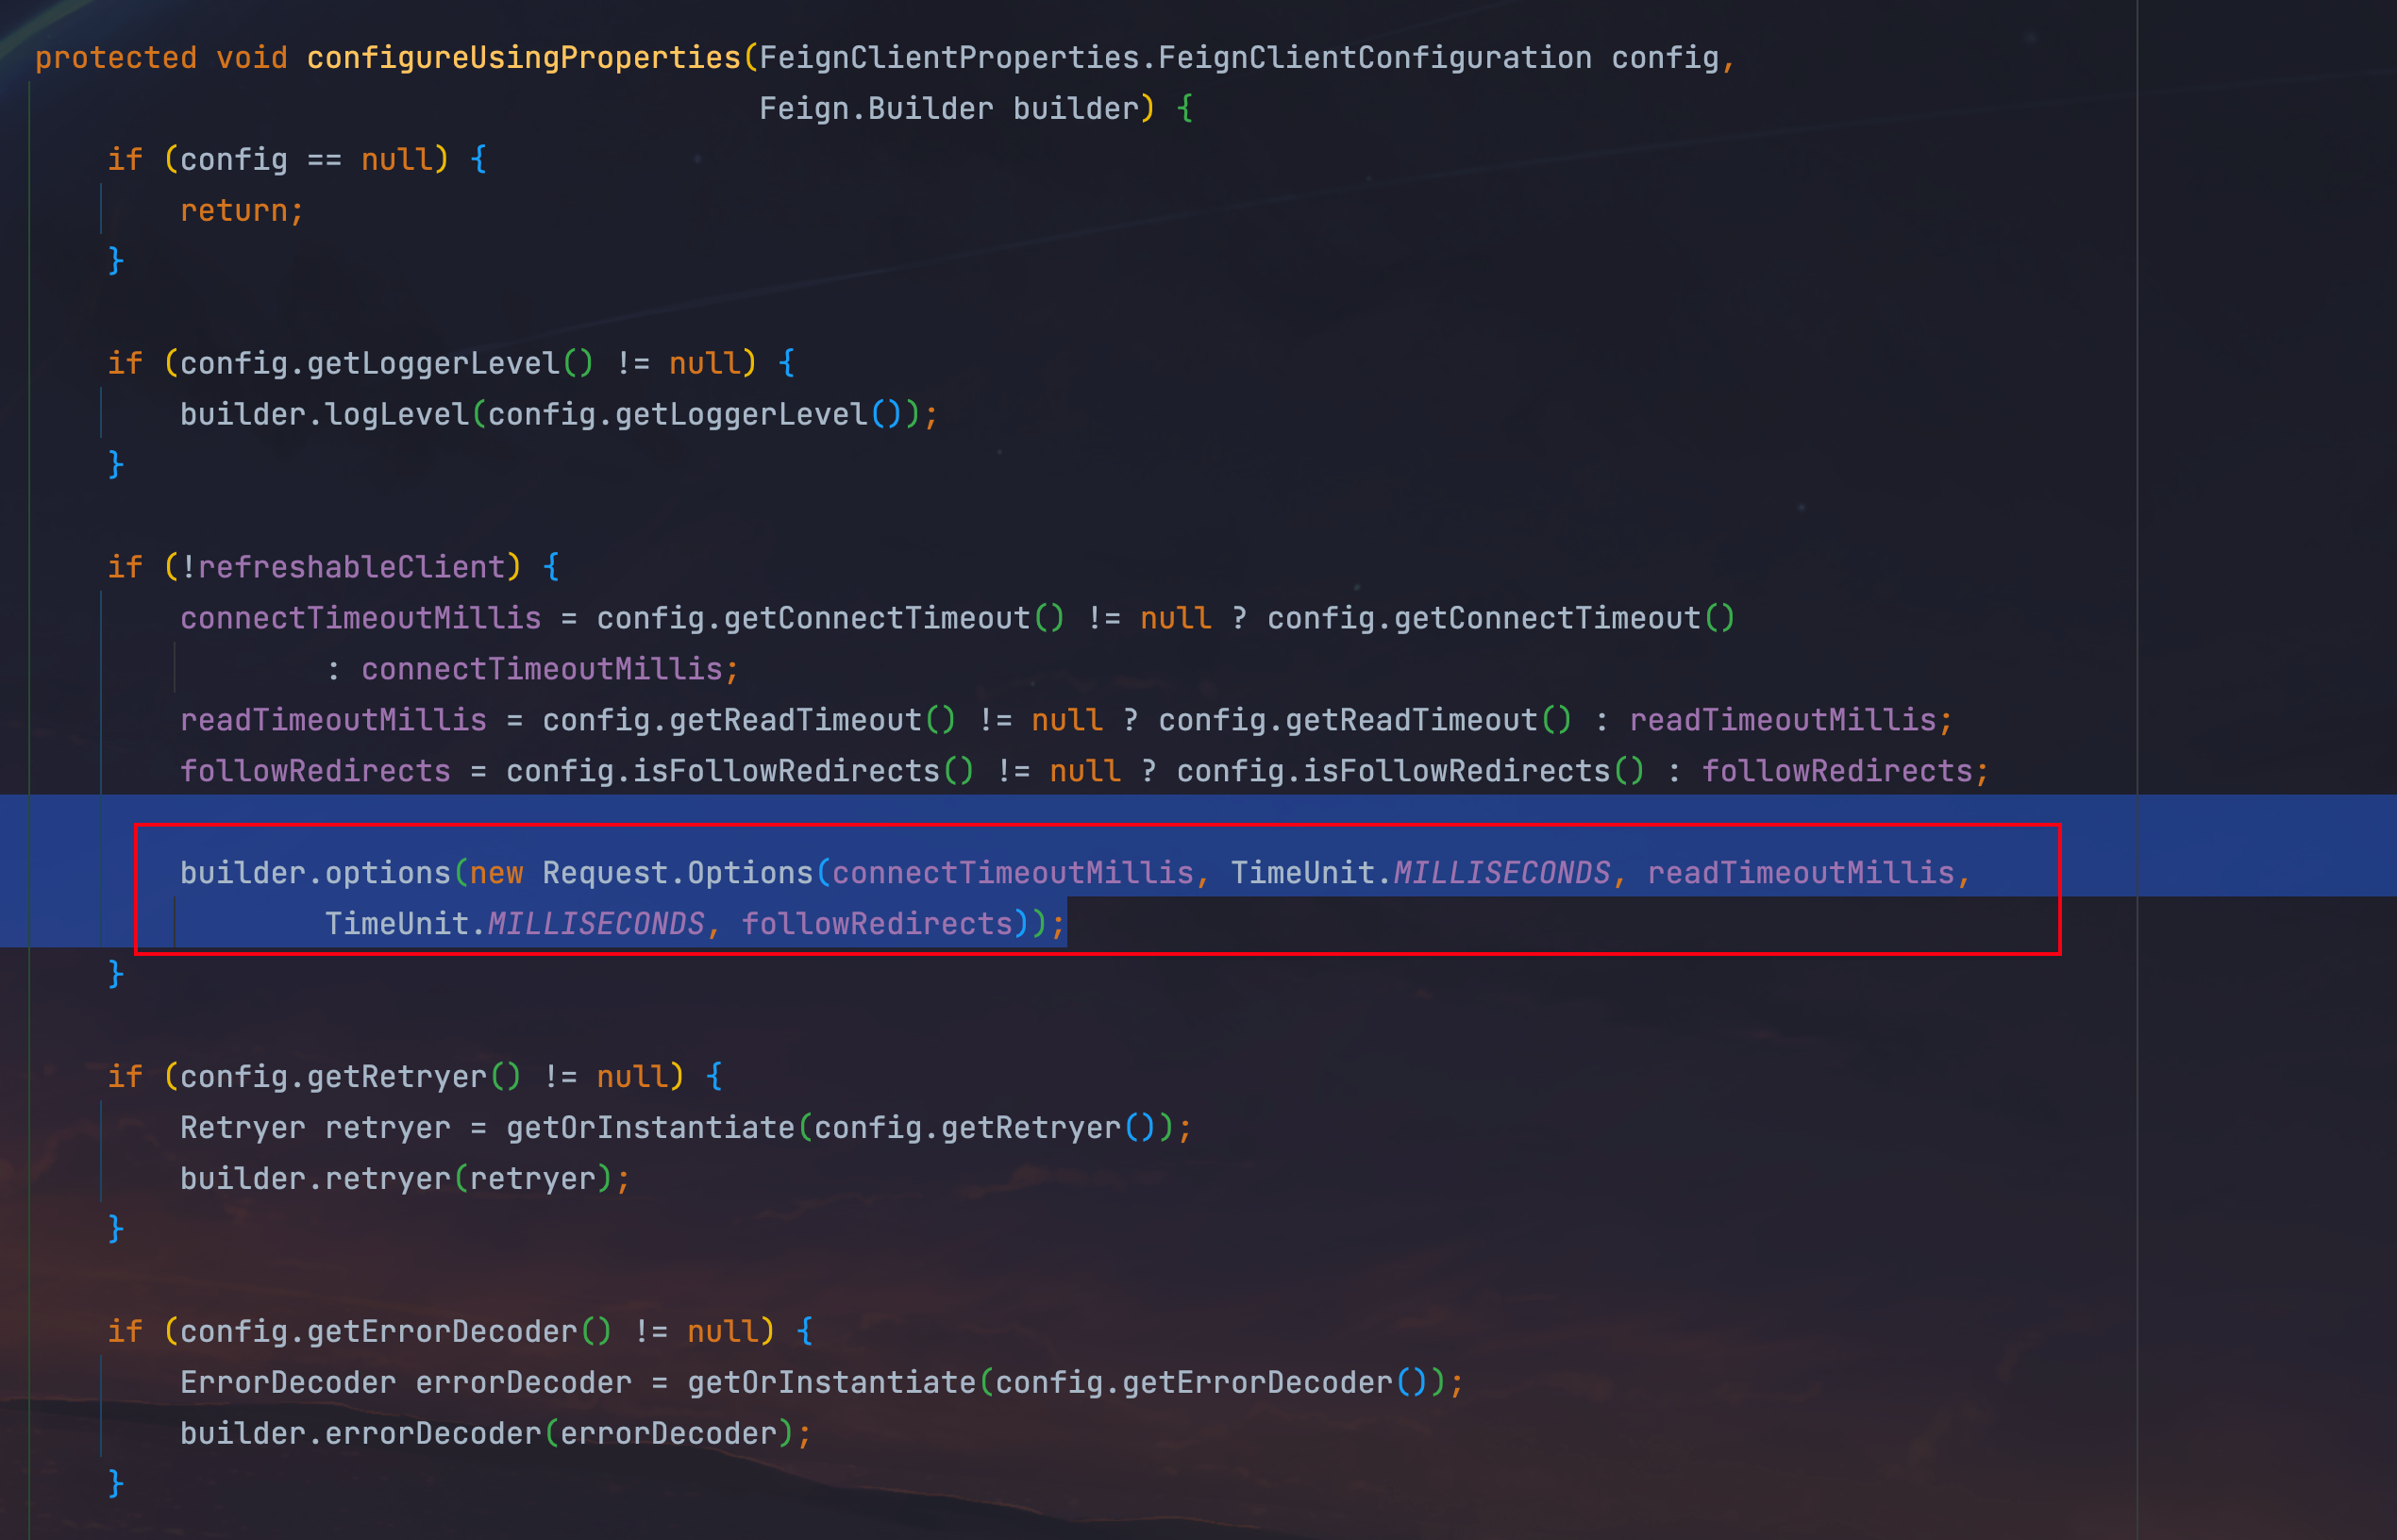 protected void configureUsingProperties(FeignClientProperties.FeignClientConfiguration config,
Feign.Builder builder) {
if (config == null) {
return;
}
if (config.getLoggerLevel() != null) {
builder.logLevel(config.getLoggerLevel());
}
if (!refreshableClient) {
connectTimeoutMillis = config.getConnectTimeout() != null ? config.getConnectTimeout()
: connectTimeoutMillis;
readTimeoutMillis = config.getReadTimeout() != null ? config.getReadTimeout() : readTimeoutMillis;
followRedirects = config.isFollowRedirects() != null ? config.isFollowRedirects() : followRedirects;
builder.options(new Request.Options(connectTimeoutMillis, TimeUnit.MILLISECONDS, readTimeoutMillis,
TimeUnit.MILLISECONDS, followRedirects));
}
if (config.getRetryer() != null) {
Retryer retryer = getOrInstantiate(config.getRetryer());
builder.retryer(retryer);
}
if (config.getErrorDecoder() != null) {
ErrorDecoder errorDecoder = getOrInstantiate(config.getErrorDecoder());
builder.errorDecoder(errorDecoder);
}